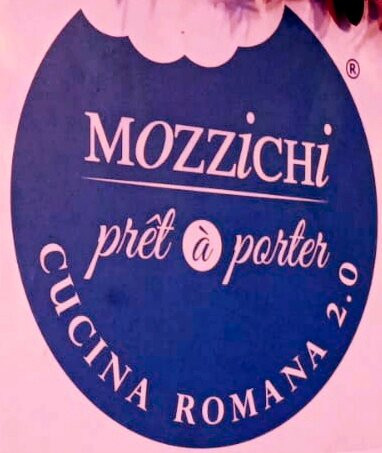 ®
MOZZiCHi
prêt à porter
CUCINA ROMANA 2.0